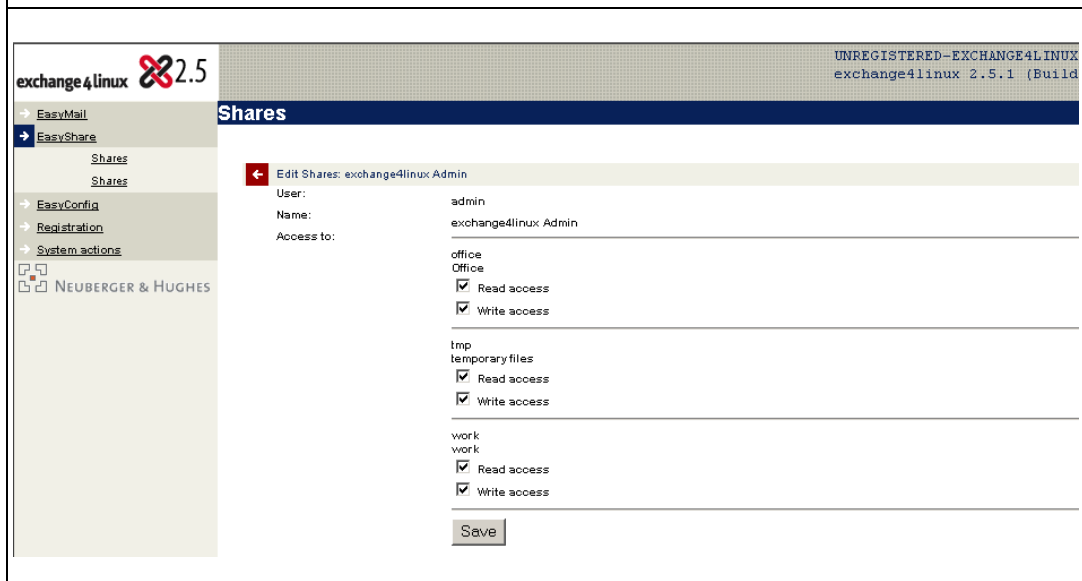 exchange4linux 2.5
UNREGISTERED-EXCHANGE4LINUX
exchange4linux 2.5.1 (Build
EasyMail
EasyShare
Shares
Shares
EasyConfig
Registration
System actions
NEUBERGER & HUGHES
Shares
Edit Shares: exchange4linux Admin
User:
admin
Name:
exchange4linux Admin
Access to:
office
Office
Read access
Write access
tmp
temporary files
Read access
Write access
work
work
Read access
Write access
Save